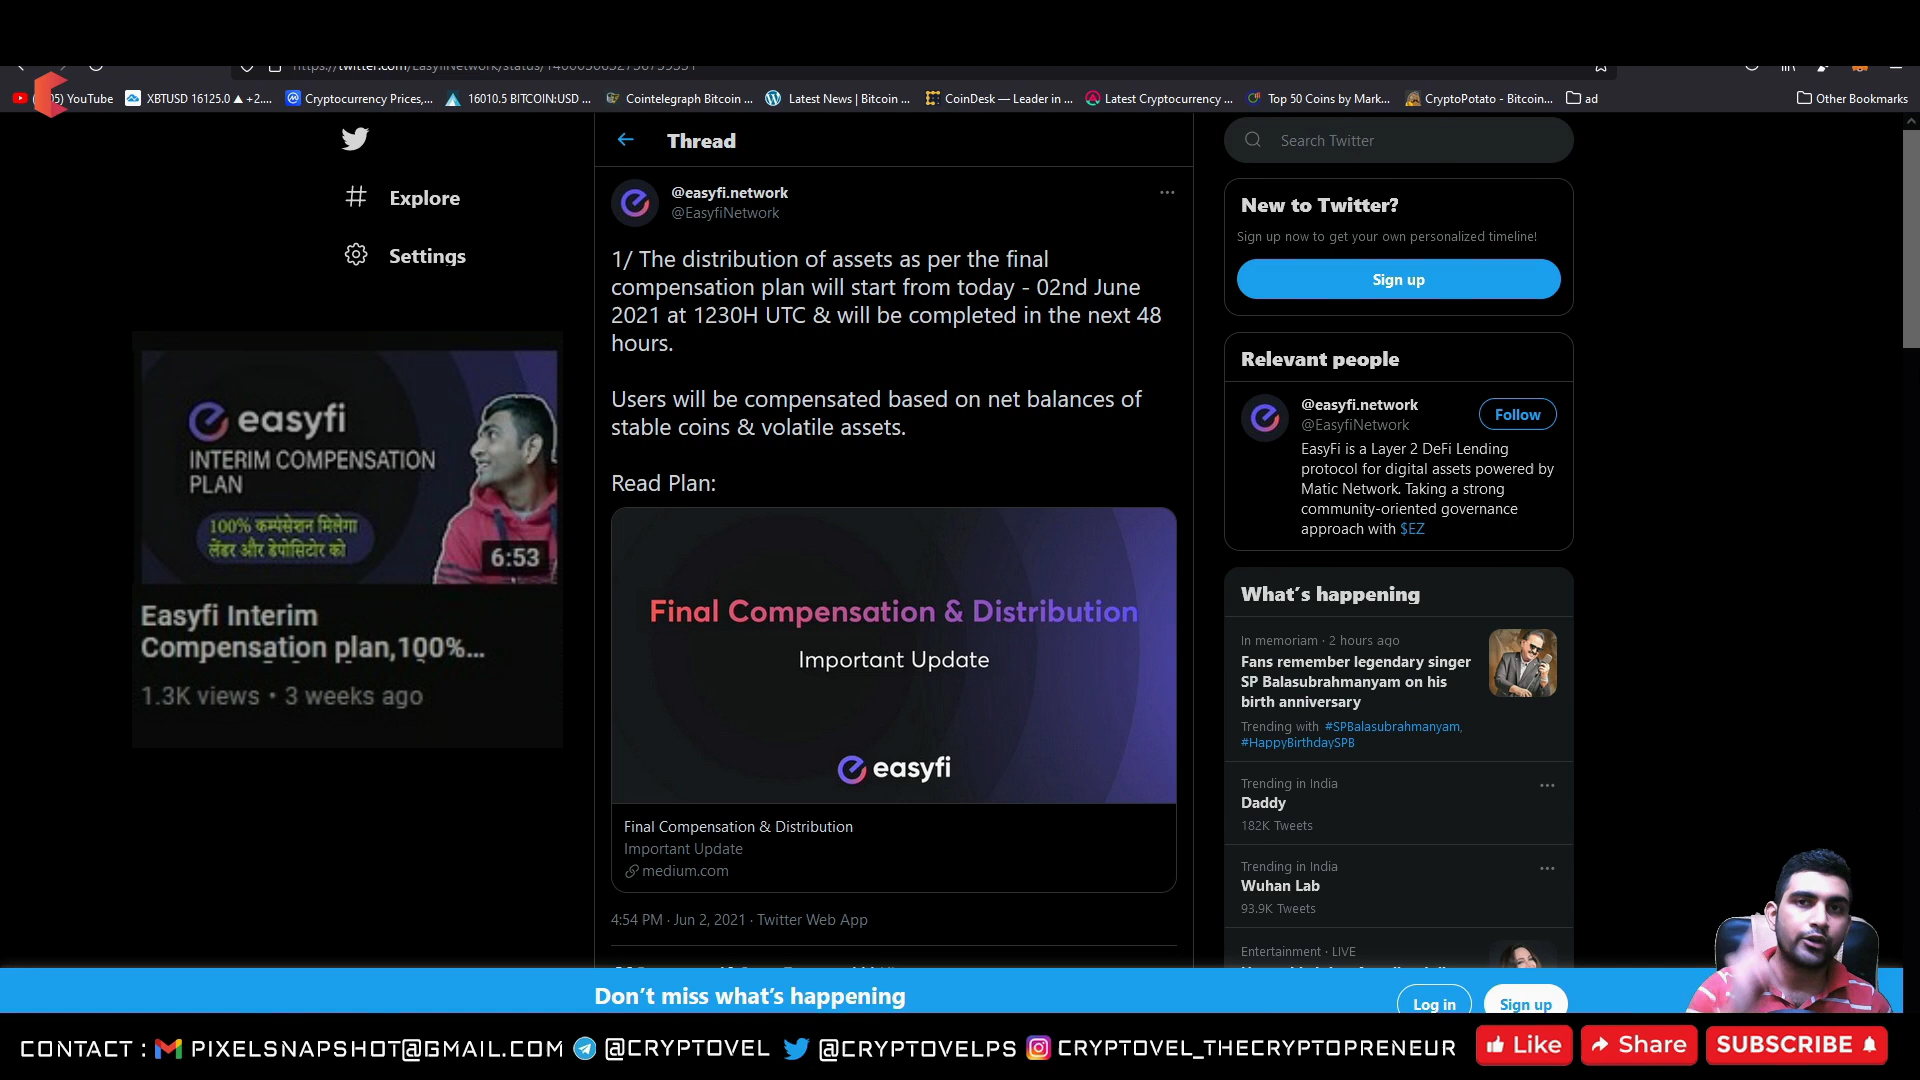 YouTube
XBTUSD 16125.0 ▲ +2....
Cryptocurrency Prices,...
16010.5 BITCOIN:USD ...
Cointelegraph Bitcoin ...
Latest News | Bitcoin ...
CoinDesk — Leader in ...
Latest Cryptocurrency ...
Top 50 Coins by Mark...
CryptoPotato - Bitcoin...
ad
Other Bookmarks
Explore
Settings
easyfi
INTERIM COMPENSATION
PLAN
100% कम्पंसेशन मिलेगा
लेंडर और डेपोसिटोर को
6:53
Easyfi Interim
Compensation plan,100%...
1.3K views • 3 weeks ago
Thread
@easyfi.network
@EasyfiNetwork
1/ The distribution of assets as per the final
compensation plan will start from today - 02nd June
2021 at 1230H UTC & will be completed in the next 48
hours.
Users will be compensated based on net balances of
stable coins & volatile assets.
Read Plan:
Final Compensation & Distribution
Important Update
easyfi
Final Compensation & Distribution
Important Update
medium.com
4:54 PM · Jun 2, 2021 · Twitter Web App
Search Twitter
New to Twitter?
Sign up now to get your own personalized timeline!
Sign up
Relevant people
@easyfi.network
@EasyfiNetwork
Follow
EasyFi is a Layer 2 DeFi Lending
protocol for digital assets powered by
Matic Network. Taking a strong
community-oriented governance
approach with $EZ
What's happening
In memoriam · 2 hours ago
Fans remember legendary singer
SP Balasubrahmanyam on his
birth anniversary
Trending with #SPBalasubrahmanyam,
#HappyBirthdaySPB
Trending in India
Daddy
182K Tweets
Trending in India
Wuhan Lab
93.9K Tweets
Entertainment · LIVE
Don't miss what's happening
Log in
Sign up
CONTACT : PIXELSNAPSHOT@GMAIL.COM @CRYPTOVEL @CRYPTOVELPS CRYPTOVEL_THECRYPTOPRENEUR
Like
Share
SUBSCRIBE